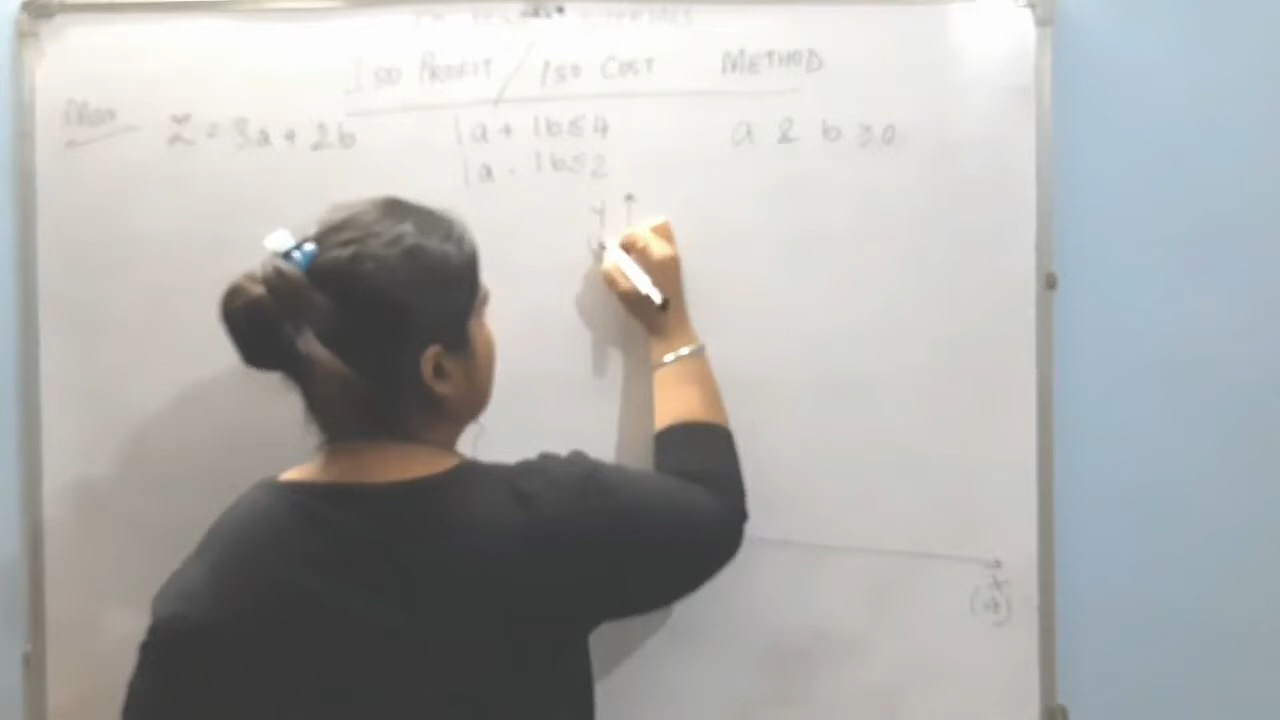 ISO PROFIT / ISO COST METHOD
Max Z = 3a + 2b 1a + 1b ≤ 4 a & b ≥ 0
1a - 1b ≤ 2
Y
X
(a)